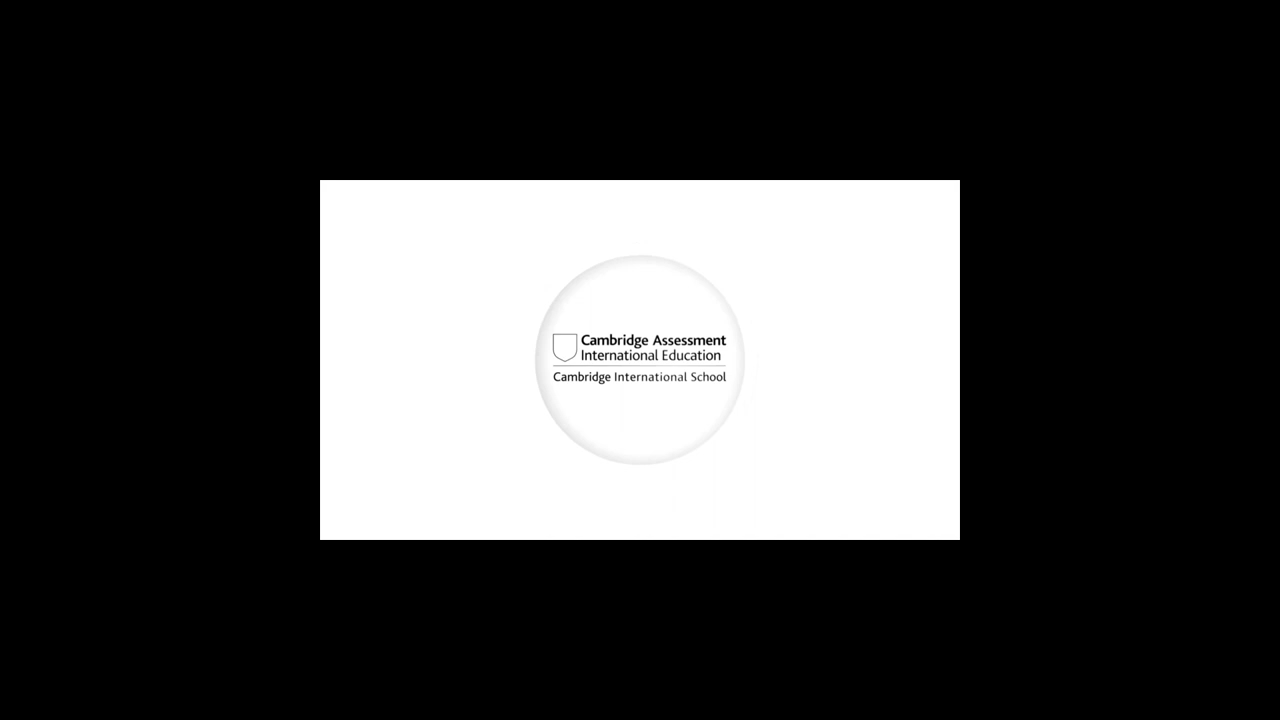 Cambridge Assessment
International Education
Cambridge International School